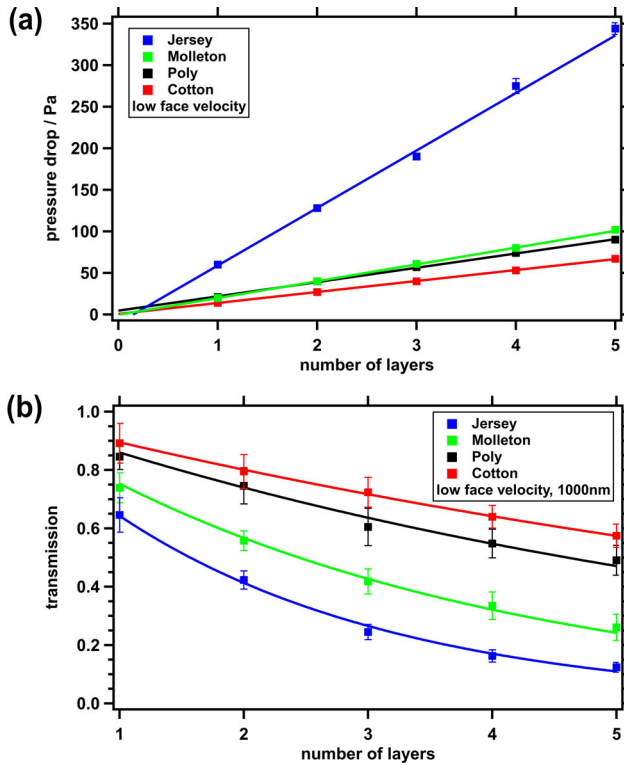 (a)
350
300
250
200
150
100
50
0
pressure drop / Pa
Jersey
Molleton
Poly
Cotton
low face velocity
0 1 2 3 4 5
number of layers
(b)
1.0
0.8
0.6
0.4
0.2
0.0
transmission
Jersey
Molleton
Poly
Cotton
low face velocity, 1000nm
1 2 3 4 5
number of layers